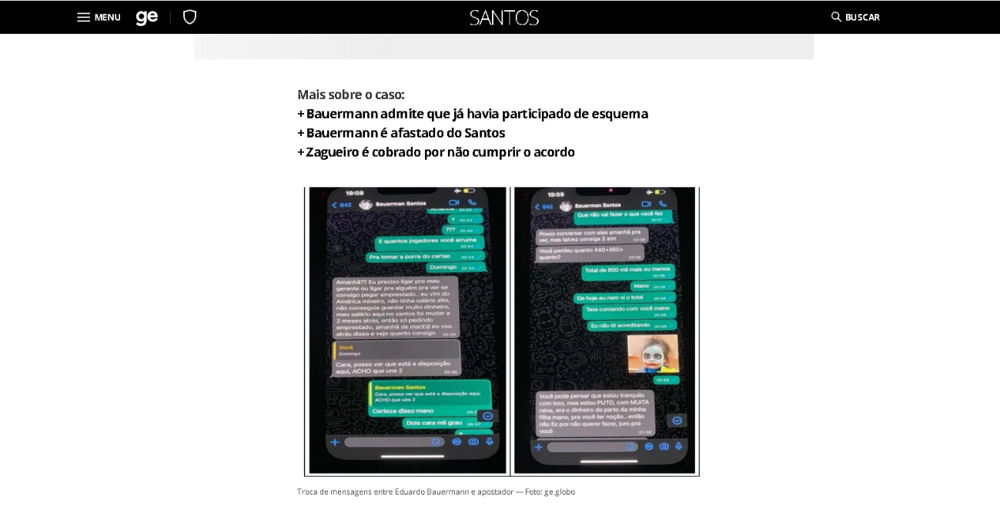 MENU
ge
SANTOS
BUSCAR
Mais sobre o caso:
+ Bauermann admite que já havia participado de esquema
+ Bauermann é afastado do Santos
+ Zagueiro é cobrado por não cumprir o acordo
19:08
642
Bauerman Santos
Amanhã 00:54
v 00:54
??? 00:54
E quantos jogadores você arruma
00:54
Pra tomar a porra do cartao 00:54
Domingo 00:54
Amanhã?? Eu preciso ligar pro meu
gerente ou ligar pra alguém pra ver se
consigo pegar emprestado.. eu vim do
América mineiro, não tinha salário alto,
não conseguia guardar muito dinheiro,
meu salário aqui no santos foi mudar a
2 meses atrás, então só pedindo
emprestado, amanhã de manhã eu vou
atrás disso e vejo quanto consigo 00:56
Você
Domingo
Cara, posso ver que está a disposição
aqui, ACHO que uns 2 00:56
Bauerman Santos
Cara, posso ver que está a disposição aqui,
ACHO que uns 2
Certeza disso mano
Dois cara mil grau 00:57
19:09
642
Bauerman Santos
Que não vai fazer o que você fez
00:57
Posso conversar com eles amanhã pra
ver, mas talvez consiga 2 sim 00:58
Você perdeu quanto 440+350+
quanto? 00:58
Total de 800 mil mais ou menos
00:58
Mano 00:58
De hoje eu nem vi o total 00:58
Tava contando com você mano
00:58
Eu não tô acreditando 00:58
00:59
Você pode pensar que estou tranquilo
com isso, mas estou PUTO, com MUITA
raiva, era o dinheiro do parto da minha
filha mano, pra você ter noção.. então
não fiz por não querer fazer, juro pra
você 01:00
Troca de mensagens entre Eduardo Bauermann e apostador — Foto: ge.globo